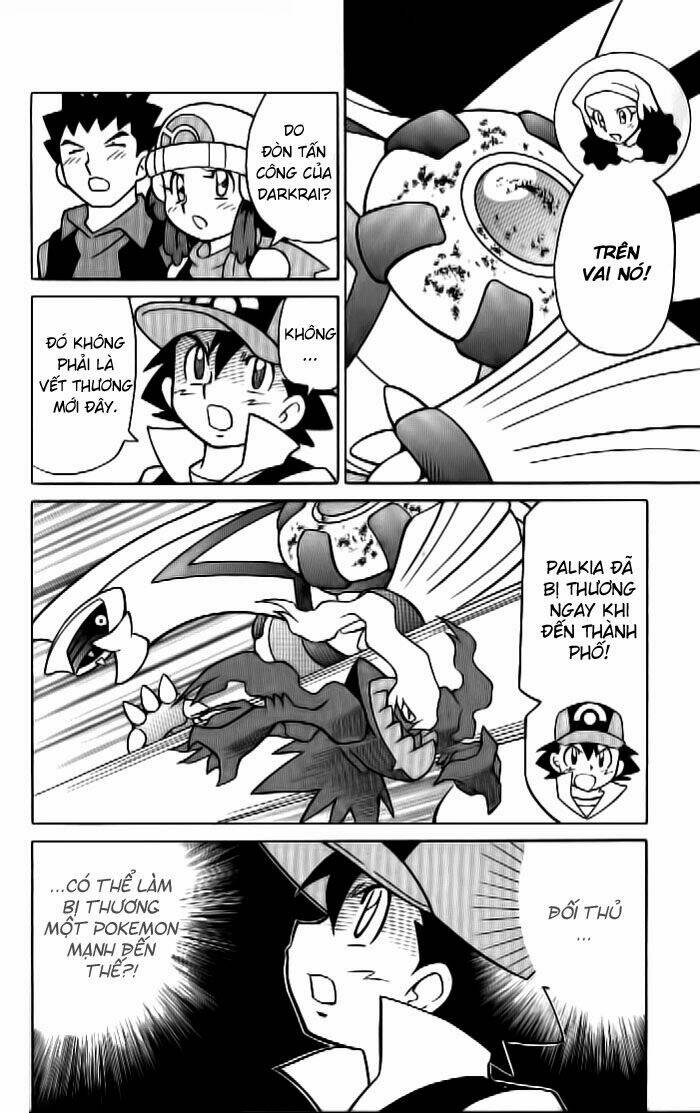 TRÊN
VAI NÓ!
DO
ĐÒN TẤN
CÔNG CỦA
DARKRAI?
KHÔNG
...
ĐÓ KHÔNG
PHẢI LÀ
VẾT THƯƠNG
MỚI ĐÂY.
PALKIA ĐÃ
BỊ THƯƠNG
NGAY KHI
ĐẾN THÀNH
PHỐ!
ĐỐI THỦ
...
...CÓ THỂ LÀM
BỊ THƯƠNG
MỘT POKEMON
MẠNH ĐẾN
THẾ?!